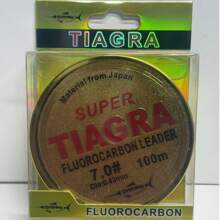 TIAGRA
Material from Japan
SUPER
TIAGRA
FLUOROCARBON LEADER
7.0# 100m
FLUOROCARBON